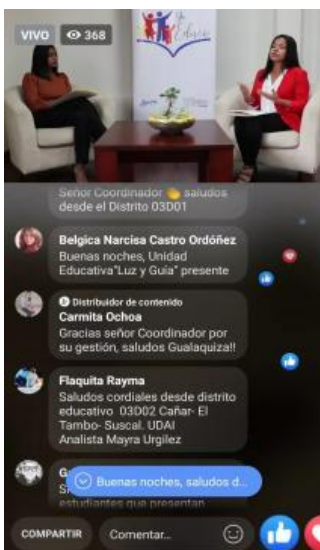 VIVO 368
Educa
Señor Coordinador 👏 saludos
desde el Distrito 03D01
Belgica Narcisa Castro Ordóñez
Buenas noches, Unidad
Educativa"Luz y Guía" presente
Distribuidor de contenido
Carmita Ochoa
Gracias señor Coordinador por
su gestión, saludos Gualaquiza!!
Flaquita Rayma
Saludos cordiales desde distrito
educativo 03D02 Cañar- El
Tambo- Suscal. UDAI
Analista Mayra Urgilez
Buenas noches, saludos d...
estudiantes que presentan
COMPARTIR Comentar...